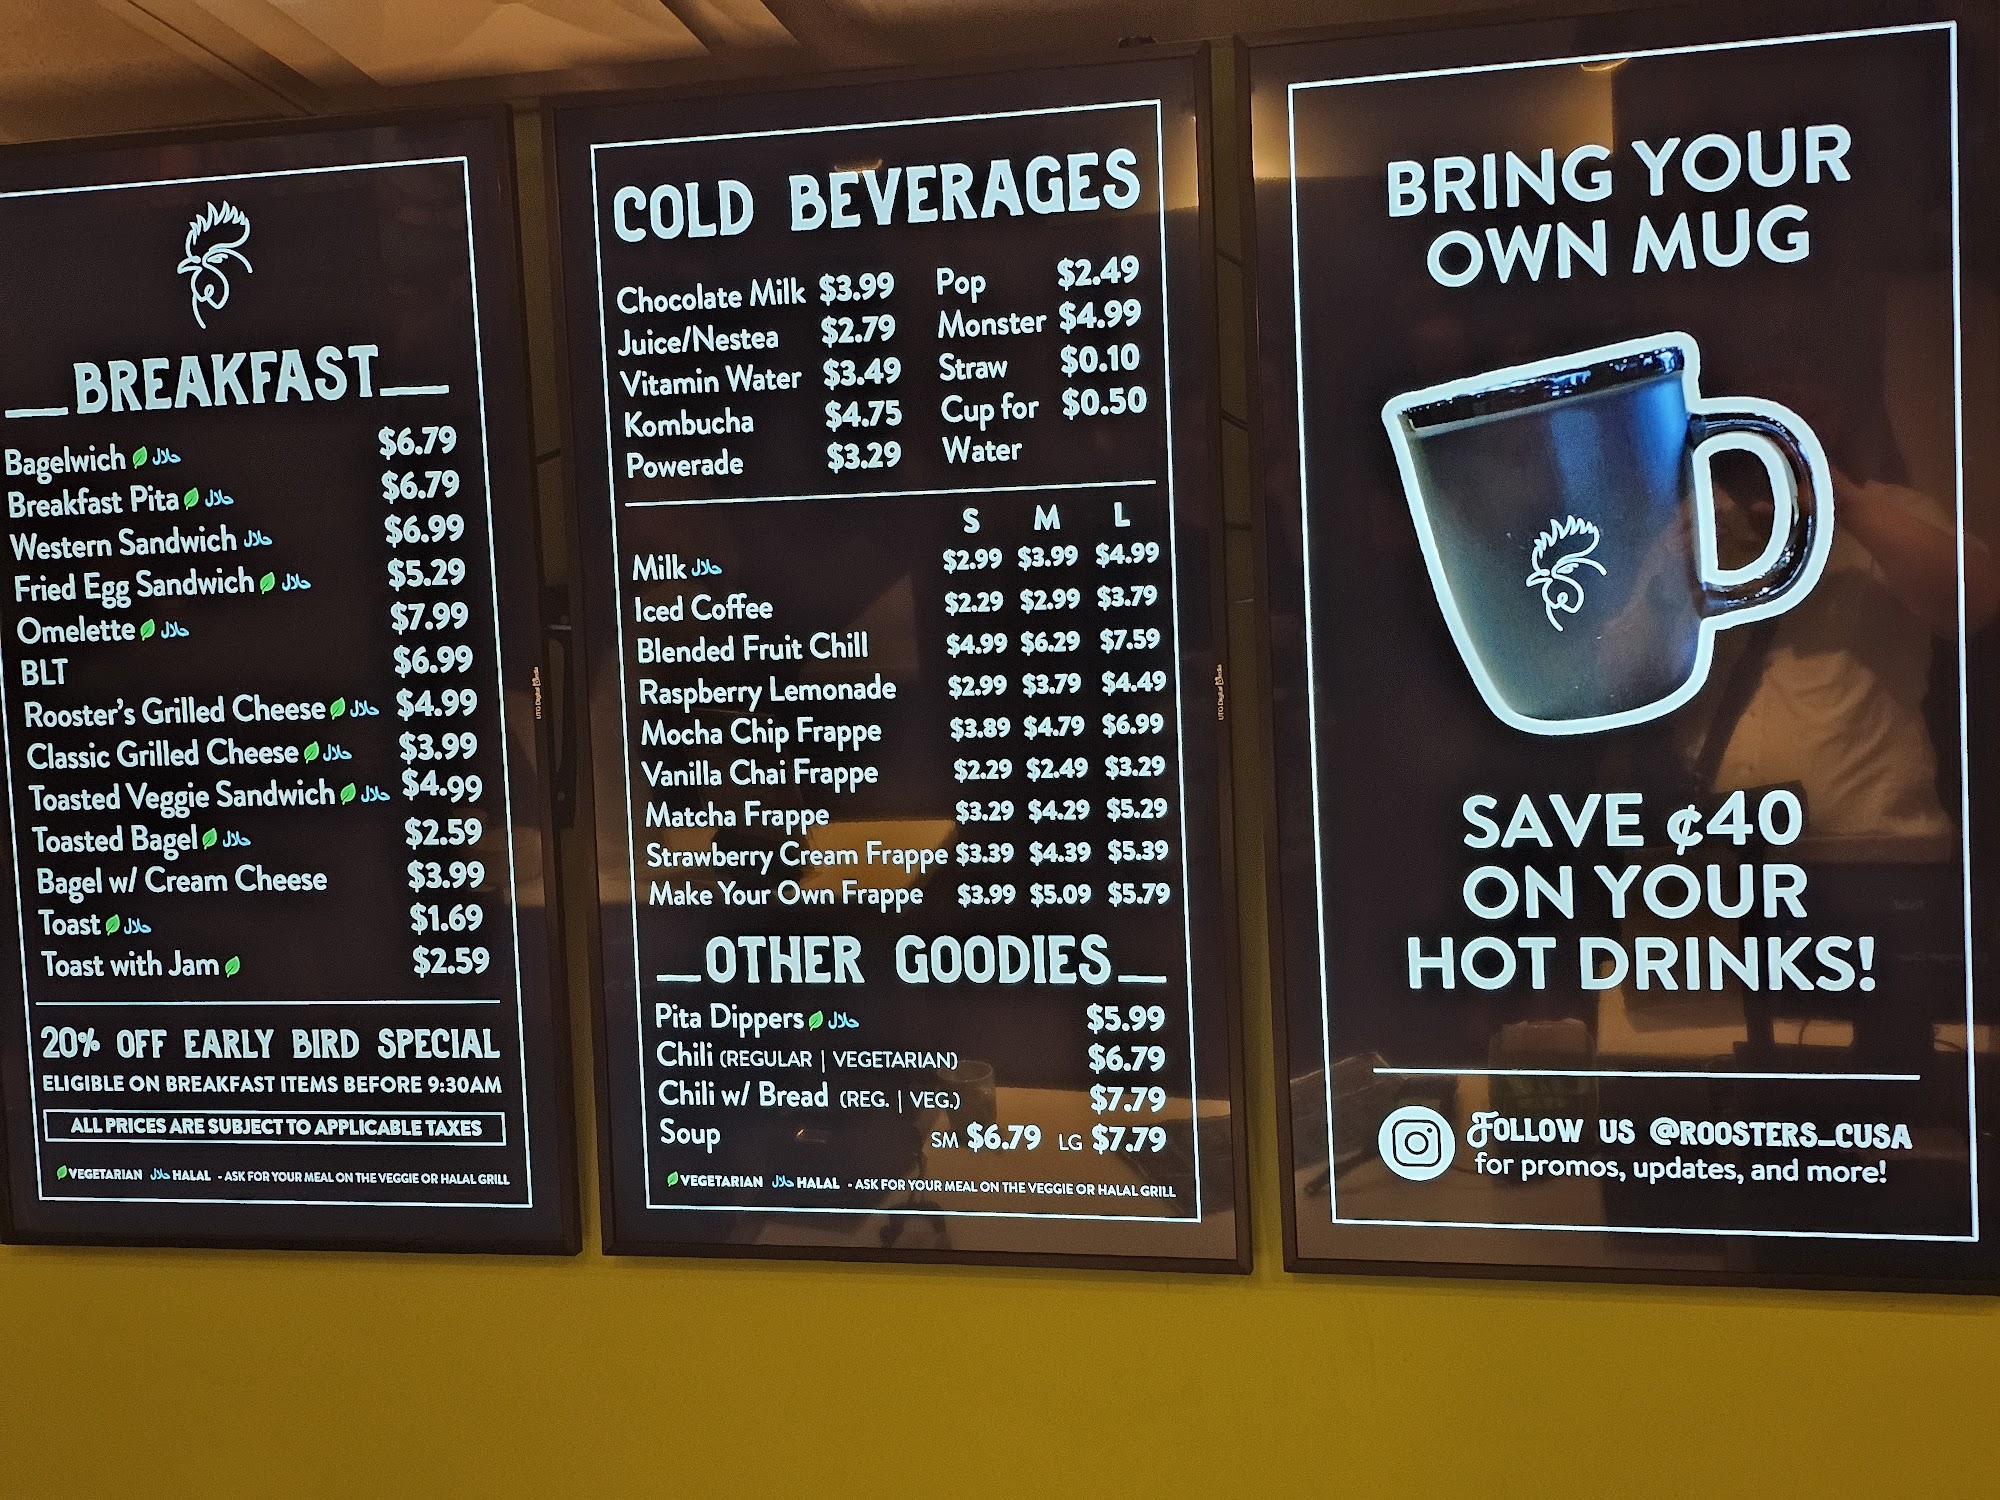 BREAKFAST
Bagelwich حلال $6.79
Breakfast Pita حلال $6.79
Western Sandwich حلال $6.99
Fried Egg Sandwich حلال $5.29
Omelette حلال $7.99
BLT $6.99
Rooster's Grilled Cheese حلال $4.99
Classic Grilled Cheese حلال $3.99
Toasted Veggie Sandwich حلال $4.99
Toasted Bagel حلال $2.59
Bagel w/ Cream Cheese $3.99
Toast حلال $1.69
Toast with Jam $2.59
20% OFF EARLY BIRD SPECIAL
ELIGIBLE ON BREAKFAST ITEMS BEFORE 9:30AM
ALL PRICES ARE SUBJECT TO APPLICABLE TAXES
VEGETARIAN حلال HALAL - ASK FOR YOUR MEAL ON THE VEGGIE OR HALAL GRILL
COLD BEVERAGES
Chocolate Milk $3.99
Juice/Nestea $2.79
Vitamin Water $3.49
Kombucha $4.75
Powerade $3.29
Pop $2.49
Monster $4.99
Straw $0.10
Cup for $0.50
Water
S M L
Milk حلال $2.99 $3.99 $4.99
Iced Coffee $2.29 $2.99 $3.79
Blended Fruit Chill $4.99 $6.29 $7.59
Raspberry Lemonade $2.99 $3.79 $4.49
Mocha Chip Frappe $3.89 $4.79 $6.99
Vanilla Chai Frappe $2.29 $2.49 $3.29
Matcha Frappe $3.29 $4.29 $5.29
Strawberry Cream Frappe $3.39 $4.39 $5.39
Make Your Own Frappe $3.99 $5.09 $5.79
OTHER GOODIES
Pita Dippers حلال $5.99
Chili (REGULAR | VEGETARIAN) $6.79
Chili w/ Bread (REG. | VEG.) $7.79
Soup SM $6.79 LG $7.79
VEGETARIAN حلال HALAL - ASK FOR YOUR MEAL ON THE VEGGIE OR HALAL GRILL
BRING YOUR
OWN MUG
SAVE ¢40
ON YOUR
HOT DRINKS!
FOLLOW US @ROOSTERS_CUSA
for promos, updates, and more!